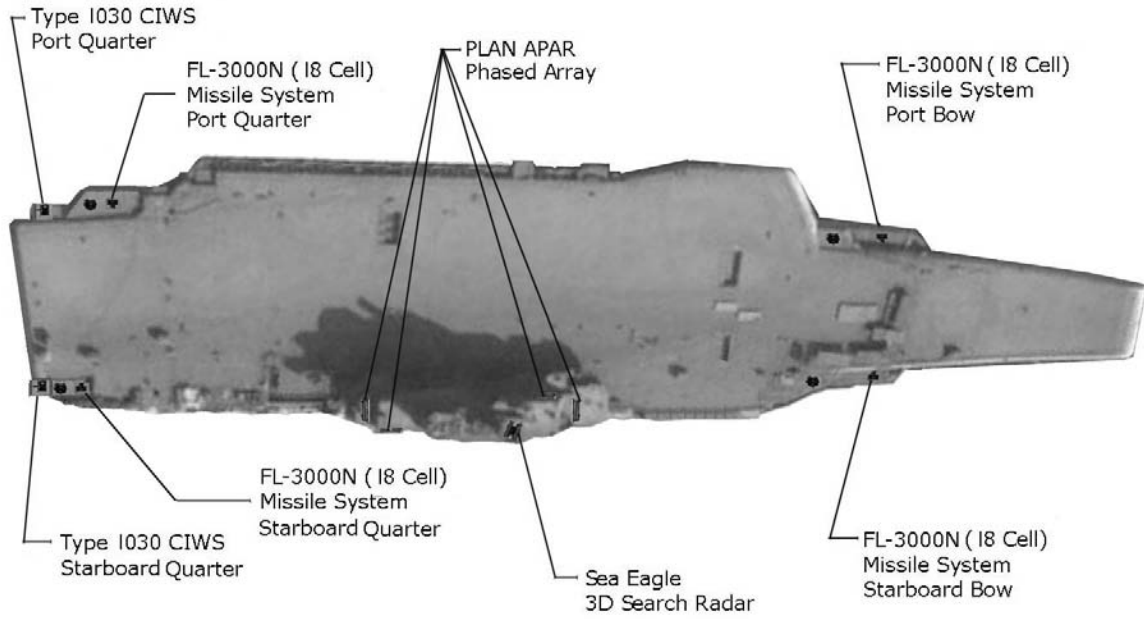 Type 1030 CIWS
Port Quarter
FL-3000N (18 Cell)
Missile System
Port Quarter
PLAN APAR
Phased Array
FL-3000N (18 Cell)
Missile System
Port Bow
FL-3000N (18 Cell)
Missile System
Starboard Quarter
Type 1030 CIWS
Starboard Quarter
Sea Eagle
3D Search Radar
FL-3000N (18 Cell)
Missile System
Starboard Bow